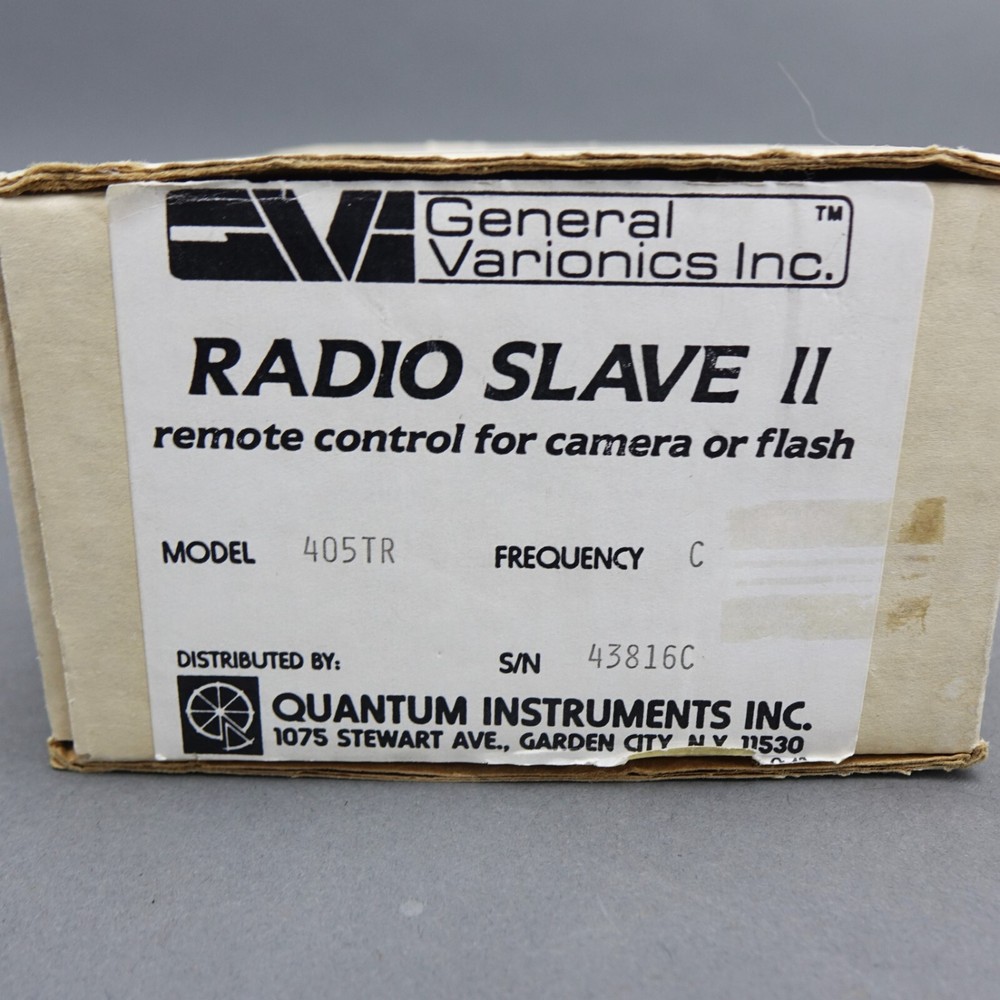 GVI General TM
Varionics Inc.
RADIO SLAVE II
remote control for camera or flash
MODEL 405TR FREQUENCY C
DISTRIBUTED BY: S/N 43816C
QUANTUM INSTRUMENTS INC.
1075 STEWART AVE., GARDEN CITY N.Y. 11530